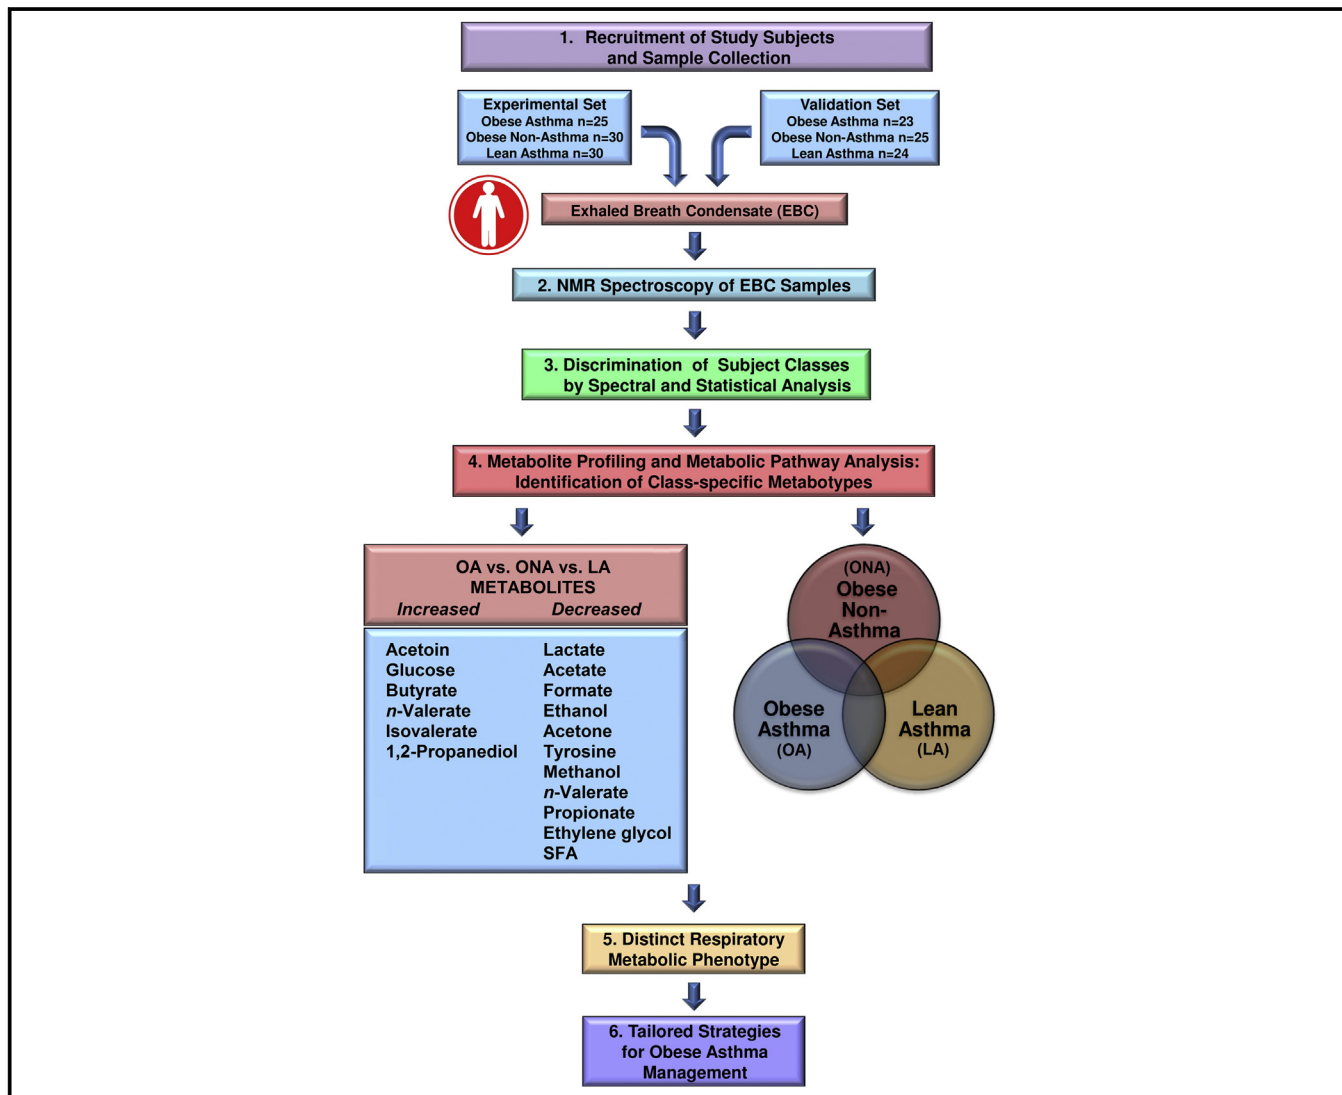 1. Recruitment of Study Subjects
and Sample Collection
Experimental Set
Obese Asthma n=25
Obese Non-Asthma n=30
Lean Asthma n=30
Validation Set
Obese Asthma n=23
Obese Non-Asthma n=25
Lean Asthma n=24
Exhaled Breath Condensate (EBC)
2. NMR Spectroscopy of EBC Samples
3. Discrimination of Subject Classes
by Spectral and Statistical Analysis
4. Metabolite Profiling and Metabolic Pathway Analysis:
Identification of Class-specific Metabotypes
OA vs. ONA vs. LA
METABOLITES
Increased Decreased
Acetoin
Glucose
Butyrate
n-Valerate
Isovalerate
1,2-Propanediol
Lactate
Acetate
Formate
Ethanol
Acetone
Tyrosine
Methanol
n-Valerate
Propionate
Ethylene glycol
SFA
(ONA)
Obese
Non-
Asthma
Obese
Asthma
(OA)
Lean
Asthma
(LA)
5. Distinct Respiratory
Metabolic Phenotype
6. Tailored Strategies
for Obese Asthma
Management